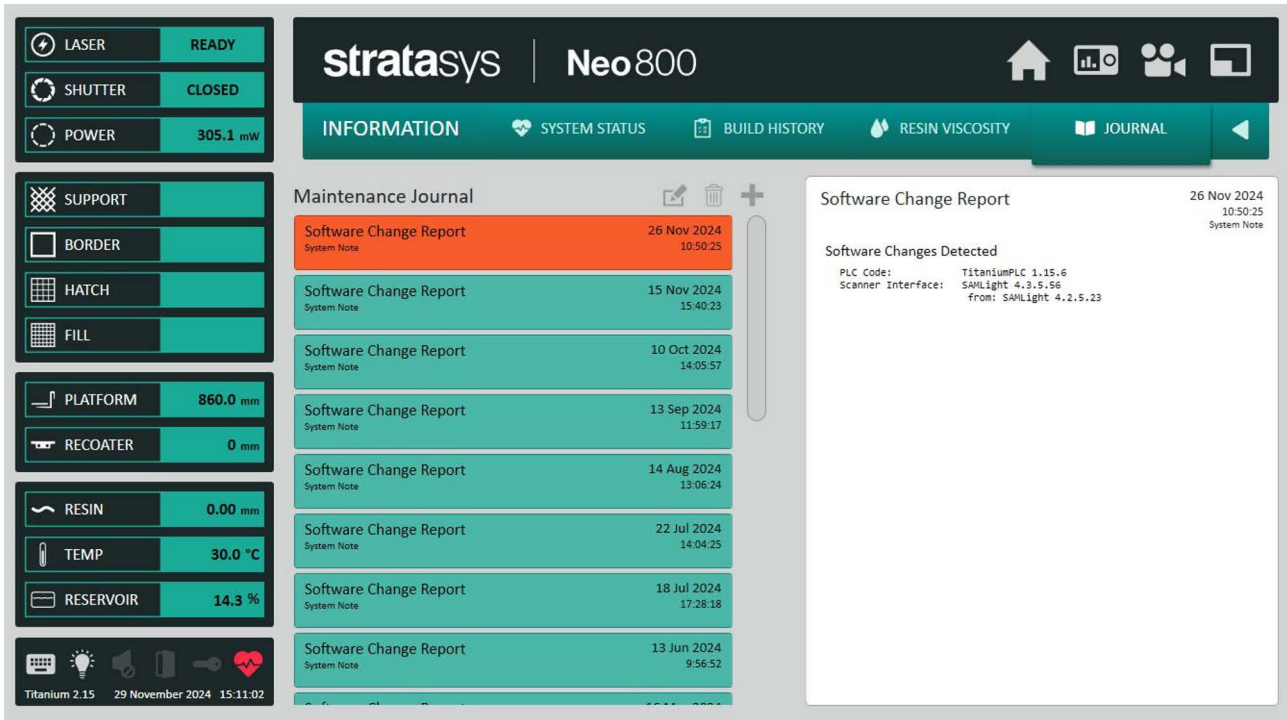 LASER READY
SHUTTER CLOSED
POWER 305.1 mW
SUPPORT
BORDER
HATCH
FILL
PLATFORM 860.0 mm
RECOATER 0 mm
RESIN 0.00 mm
TEMP 30.0 °C
RESERVOIR 14.3 %
Titanium 2.15 29 November 2024 15:11:02
stratasys | Neo800
INFORMATION SYSTEM STATUS BUILD HISTORY RESIN VISCOSITY JOURNAL
Maintenance Journal
Software Change Report 26 Nov 2024
System Note 10:50:25
Software Change Report 15 Nov 2024
System Note 15:40:23
Software Change Report 10 Oct 2024
System Note 14:05:57
Software Change Report 13 Sep 2024
System Note 11:59:17
Software Change Report 14 Aug 2024
System Note 13:06:24
Software Change Report 22 Jul 2024
System Note 14:04:25
Software Change Report 18 Jul 2024
System Note 17:28:18
Software Change Report 13 Jun 2024
System Note 9:56:52
Software Change Report 26 Nov 2024
10:50:25
System Note
Software Changes Detected
PLC Code: TitaniumPLC 1.15.6
Scanner Interface: SAMLight 4.3.5.56
from: SAMLight 4.2.5.23